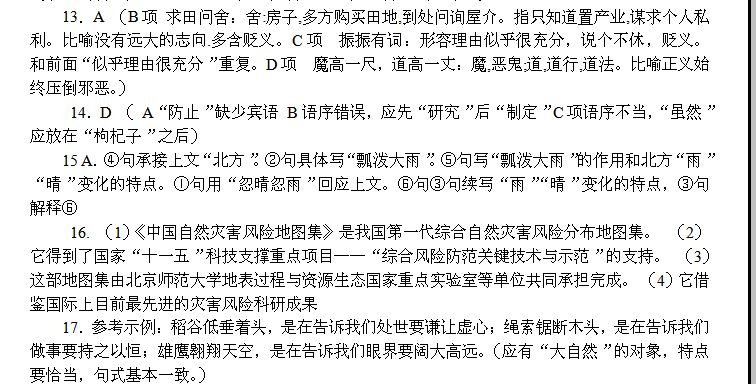 13．A （B项 求田问舍：舍:房子,多方购买田地,到处问询屋介。指只知道置产业,谋求个人私
利。比喻没有远大的志向.多含贬义。C 项 振振有词：形容理由似乎很充分，说个不休，贬义。
和前面“似乎理由很充分”重复。D 项 魔高一尺，道高一丈：魔,恶鬼;道,道行,道法。比喻正义始
终压倒邪恶。）
14．D （ A“防止”缺少宾语 B 语序错误，应先“研究”后“制定”C 项语序不当，“虽然”
应放在“枸杞子”之后）
15 A. ④句承接上文“北方”。②句具体写“瓢泼大雨”。⑤句写“瓢泼大雨”的作用和北方“雨”
“晴”变化的特点。①句用“忽晴忽雨”回应上文。⑥句③句续写“雨”“晴”变化的特点，③句
解释⑥
16. （1）《中国自然灾害风险地图集》是我国第一代综合自然灾害风险分布地图集。 （2）
它得到了国家“十一五”科技支撑重点项目——“综合风险防范关键技术与示范”的支持。 （3）
这部地图集由北京师范大学地表过程与资源生态国家重点实验室等单位共同承担完成。（4）它借
鉴国际上目前最先进的灾害风险科研成果
17．参考示例：稻谷低垂着头，是在告诉我们处世要谦让虚心；绳索锯断木头，是在告诉我们
做事要持之以恒；雄鹰翱翔天空，是在告诉我们眼界要阔大高远。（应有“大自然”的对象，特点
要恰当，句式基本一致。）